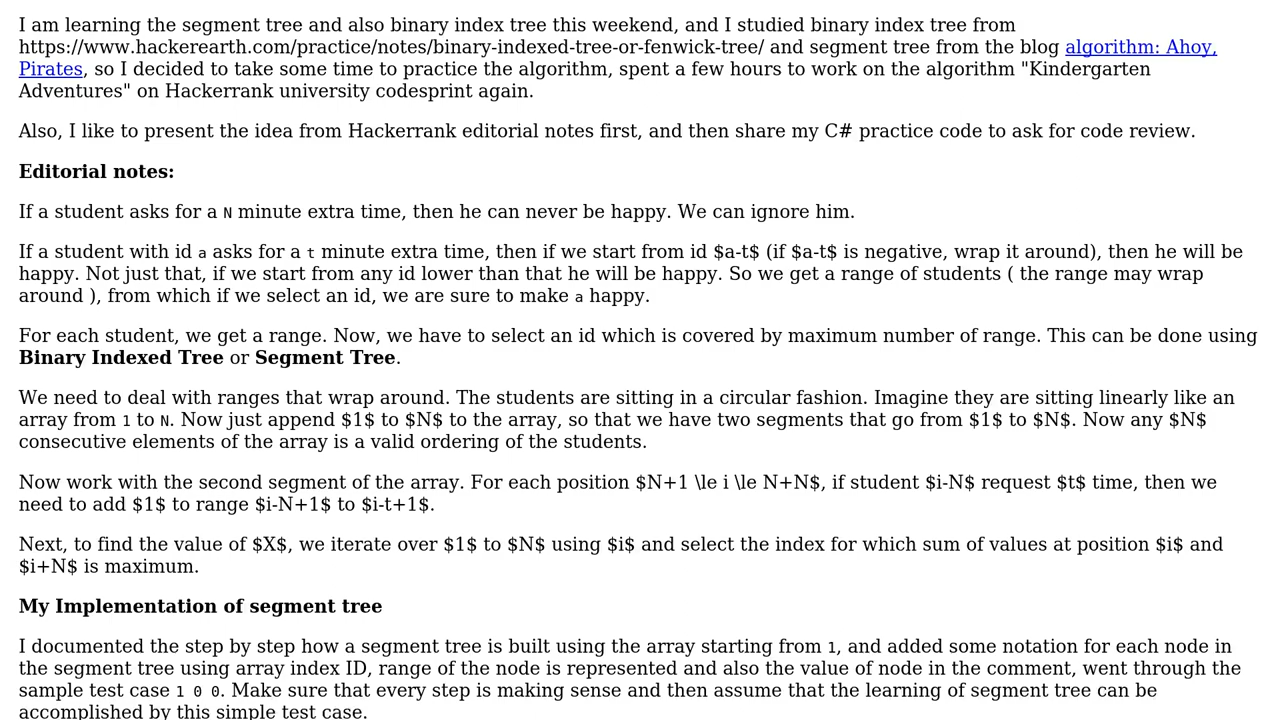 I am learning the segment tree and also binary index tree this weekend, and I studied binary index tree from
https://www.hackerearth.com/practice/notes/binary-indexed-tree-or-fenwick-tree/ and segment tree from the blog algorithm: Ahoy,
Pirates, so I decided to take some time to practice the algorithm, spent a few hours to work on the algorithm "Kindergarten
Adventures" on Hackerrank university codesprint again.
Also, I like to present the idea from Hackerrank editorial notes first, and then share my C# practice code to ask for code review.
Editorial notes:
If a student asks for a N minute extra time, then he can never be happy. We can ignore him.
If a student with id a asks for a t minute extra time, then if we start from id $a-t$ (if $a-t$ is negative, wrap it around), then he will be
happy. Not just that, if we start from any id lower than that he will be happy. So we get a range of students ( the range may wrap
around ), from which if we select an id, we are sure to make a happy.
For each student, we get a range. Now, we have to select an id which is covered by maximum number of range. This can be done using
Binary Indexed Tree or Segment Tree.
We need to deal with ranges that wrap around. The students are sitting in a circular fashion. Imagine they are sitting linearly like an
array from 1 to N. Now just append $1$ to $N$ to the array, so that we have two segments that go from $1$ to $N$. Now any $N$
consecutive elements of the array is a valid ordering of the students.
Now work with the second segment of the array. For each position $N+1 \le i \le N+N$, if student $i-N$ request $t$ time, then we
need to add $1$ to range $i-N+1$ to $i-t+1$.
Next, to find the value of $X$, we iterate over $1$ to $N$ using $i$ and select the index for which sum of values at position $i$ and
$i+N$ is maximum.
My Implementation of segment tree
I documented the step by step how a segment tree is built using the array starting from 1, and added some notation for each node in
the segment tree using array index ID, range of the node is represented and also the value of node in the comment, went through the
sample test case 1 0 0. Make sure that every step is making sense and then assume that the learning of segment tree can be
accomplished by this simple test case.